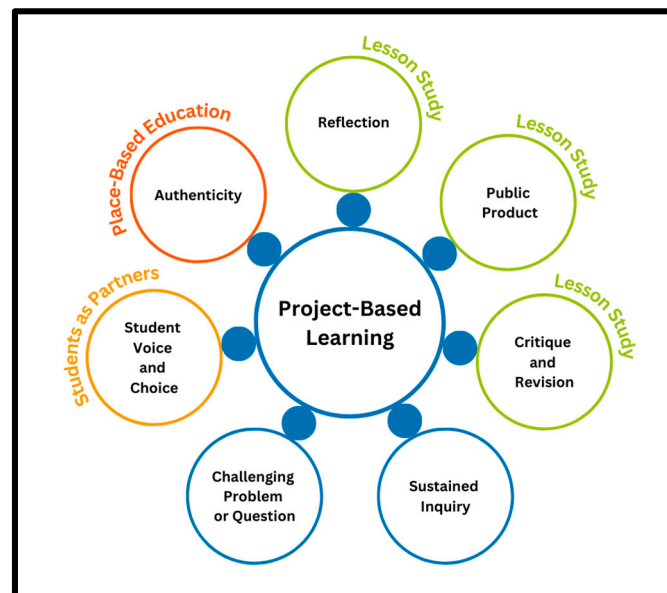 Lesson Study
Reflection
Lesson Study
Public
Product
Lesson Study
Critique
and
Revision
Sustained
Inquiry
Challenging
Problem
or Question
Students as Partners
Student
Voice
and
Choice
Place-Based Education
Authenticity
Project-Based
Learning